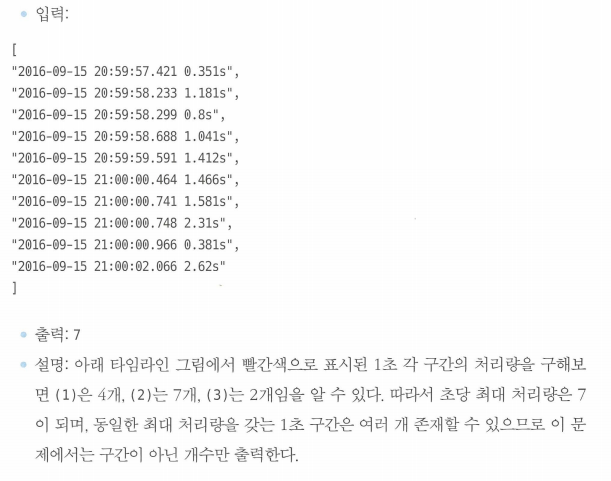 • 입력:
[
"2016-09-15 20:59:57.421 0.351s",
"2016-09-15 20:59:58.233 1.181s",
"2016-09-15 20:59:58.299 0.8s",
"2016-09-15 20:59:58.688 1.041s",
"2016-09-15 20:59:59.591 1.412s",
"2016-09-15 21:00:00.464 1.466s",
"2016-09-15 21:00:00.741 1.581s",
"2016-09-15 21:00:00.748 2.31s",
"2016-09-15 21:00:00.966 0.381s",
"2016-09-15 21:00:02.066 2.62s"
]
• 출력: 7
• 설명: 아래 타임라인 그림에서 빨간색으로 표시된 1초 각 구간의 처리량을 구해보
면 (1)은 4개, (2)는 7개, (3)는 2개임을 알 수 있다. 따라서 초당 최대 처리량은 7
이 되며, 동일한 최대 처리량을 갖는 1초 구간은 여러 개 존재할 수 있으므로 이 문
제에서는 구간이 아닌 개수만 출력한다.